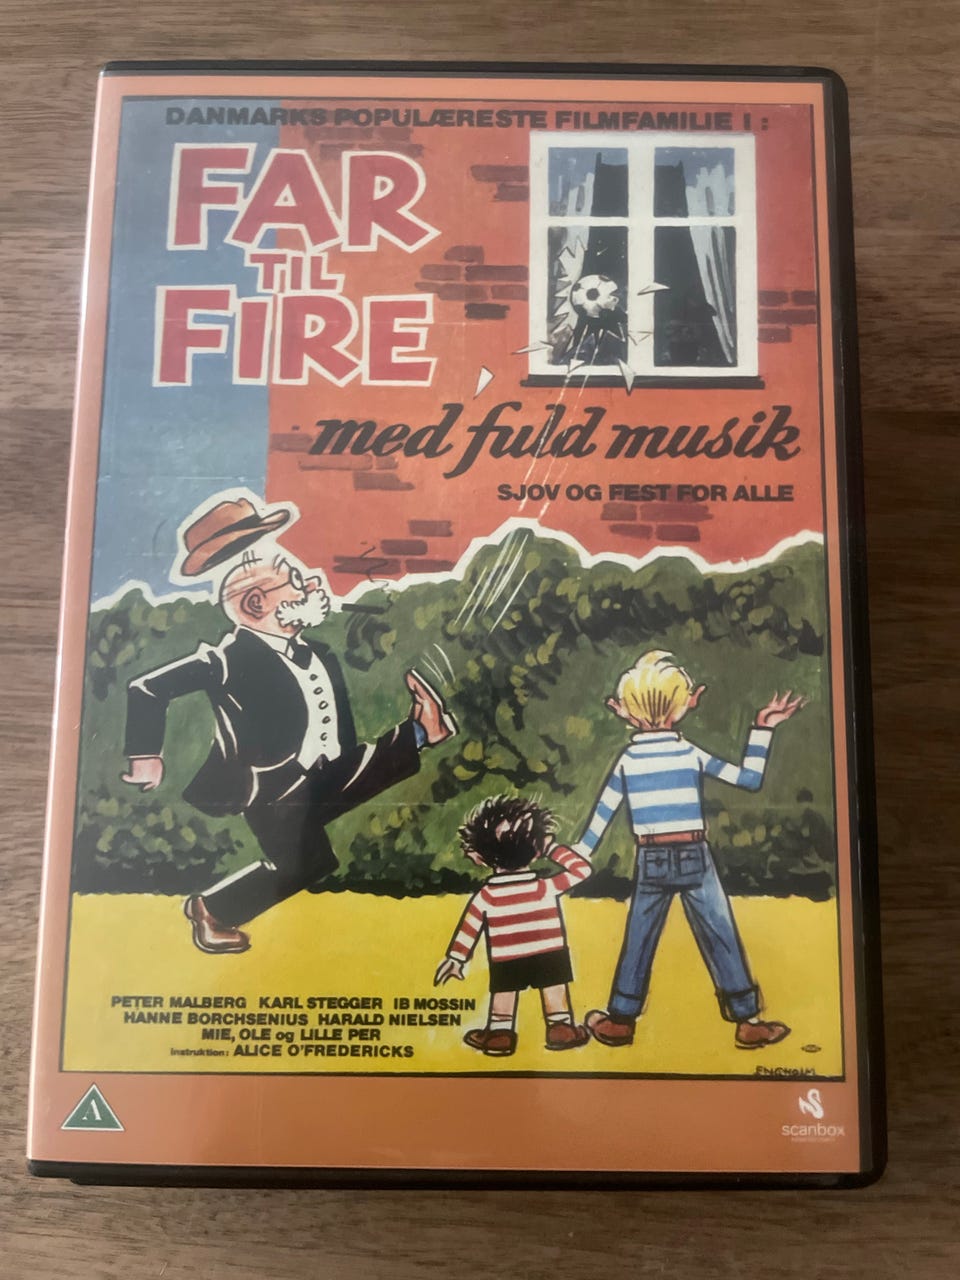 DANMARKS POPULÆRESTE FILMFAMILIE I :
FAR
TIL
FIRE
med fuld musik
SJOV OG FEST FOR ALLE
PETER MALBERG KARL STEGGER IB MOSSIN
HANNE BORCHSENIUS HARALD NIELSEN
MIE, OLE og LILLE PER
Instruktion: ALICE O'FREDERICKS
ENGHOLM
A
scanbox